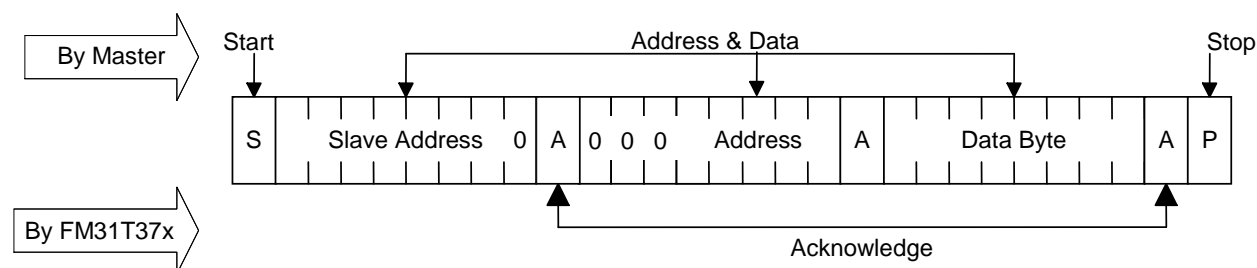 By Master
Start
Address & Data
Stop
S Slave Address 0 A 0 0 0 Address A Data Byte A P
By FM31T37x
Acknowledge